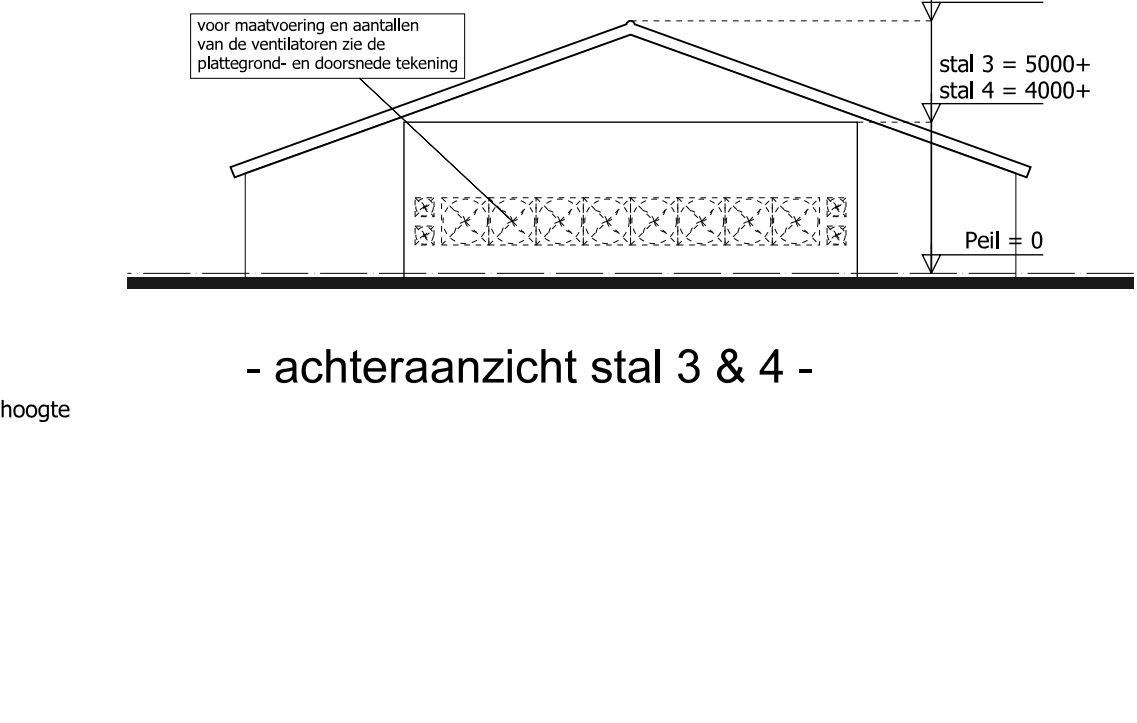 voor maatvoering en aantallen
van de ventilatoren zie de
plattegrond- en doorsnede tekening
stal 3 = 5000+
stal 4 = 4000+
Peil = 0
- achteraanzicht stal 3 & 4 -
hoogte